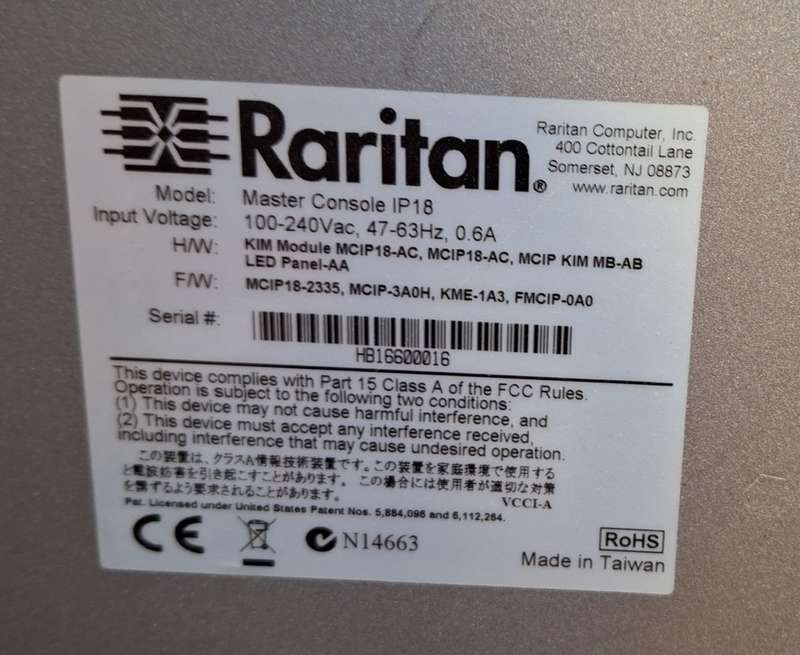 Raritan®
Raritan Computer, Inc.
400 Cottontail Lane
Somerset, NJ 08873
www.raritan.com
Model: Master Console IP18
Input Voltage: 100-240Vac, 47-63Hz, 0.6A
H/W: KIM Module MCIP18-AC, MCIP18-AC, MCIP KIM MB-AB
LED Panel-AA
F/W: MCIP18-2335, MCIP-3A0H, KME-1A3, FMCIP-0A0
Serial #:
HB16600016
This device complies with Part 15 Class A of the FCC Rules.
Operation is subject to the following two conditions:
(1) This device may not cause harmful interference, and
(2) This device must accept any interference received,
including interference that may cause undesired operation.
この装置は、クラスA情報技術装置です。この装置を家庭環境で使用する
と電波妨害を引き起こすことがあります。この場合には使用者が適切な対策
を講ずるよう要求されることがあります。
VCCI-A
Pat. Licensed under United States Patent Nos. 5,884,096 and 6,112,264.
CE N14663 RoHS
Made in Taiwan